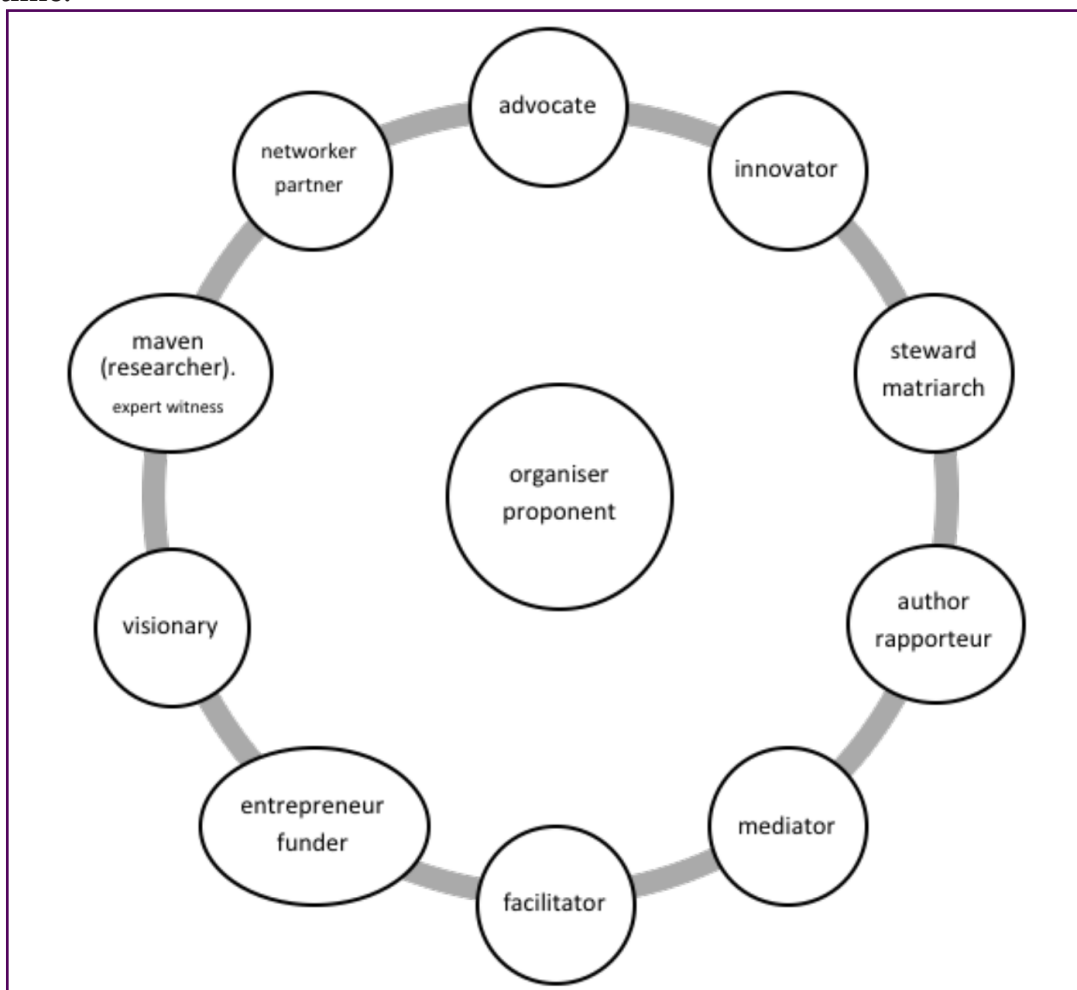 advocate
innovator
steward
matriarch
author
rapporteur
mediator
facilitator
entrepreneur
funder
visionary
maven
(researcher).
expert witness
networker
partner
organiser
proponent